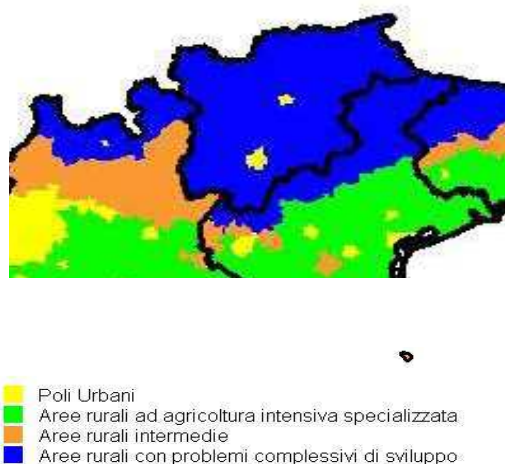 Poli Urbani
Aree rurali ad agricoltura intensiva specializzata
Aree rurali intermedie
Aree rurali con problemi complessivi di sviluppo